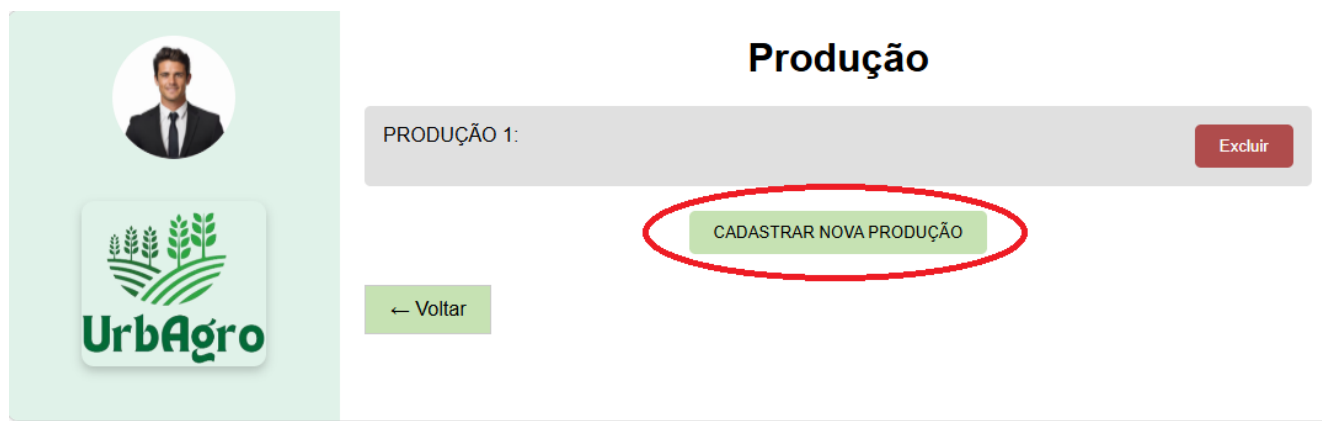 Produção
PRODUÇÃO 1:
Excluir
CADASTRAR NOVA PRODUÇÃO
← Voltar
UrbAgro